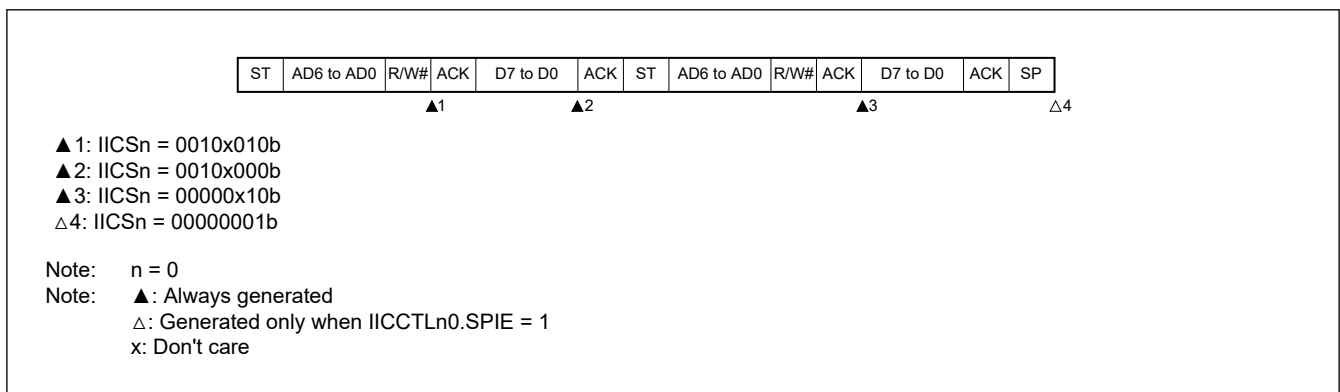 ST AD6 to AD0 R/W# ACK D7 to D0 ACK ST AD6 to AD0 R/W# ACK D7 to D0 ACK SP
▲1 ▲2 ▲3 △4
▲1: IICSn = 0010x010b
▲2: IICSn = 0010x000b
▲3: IICSn = 00000x10b
△4: IICSn = 00000001b
Note: n = 0
Note: ▲: Always generated
△: Generated only when IICCTLn0.SPIE = 1
x: Don't care